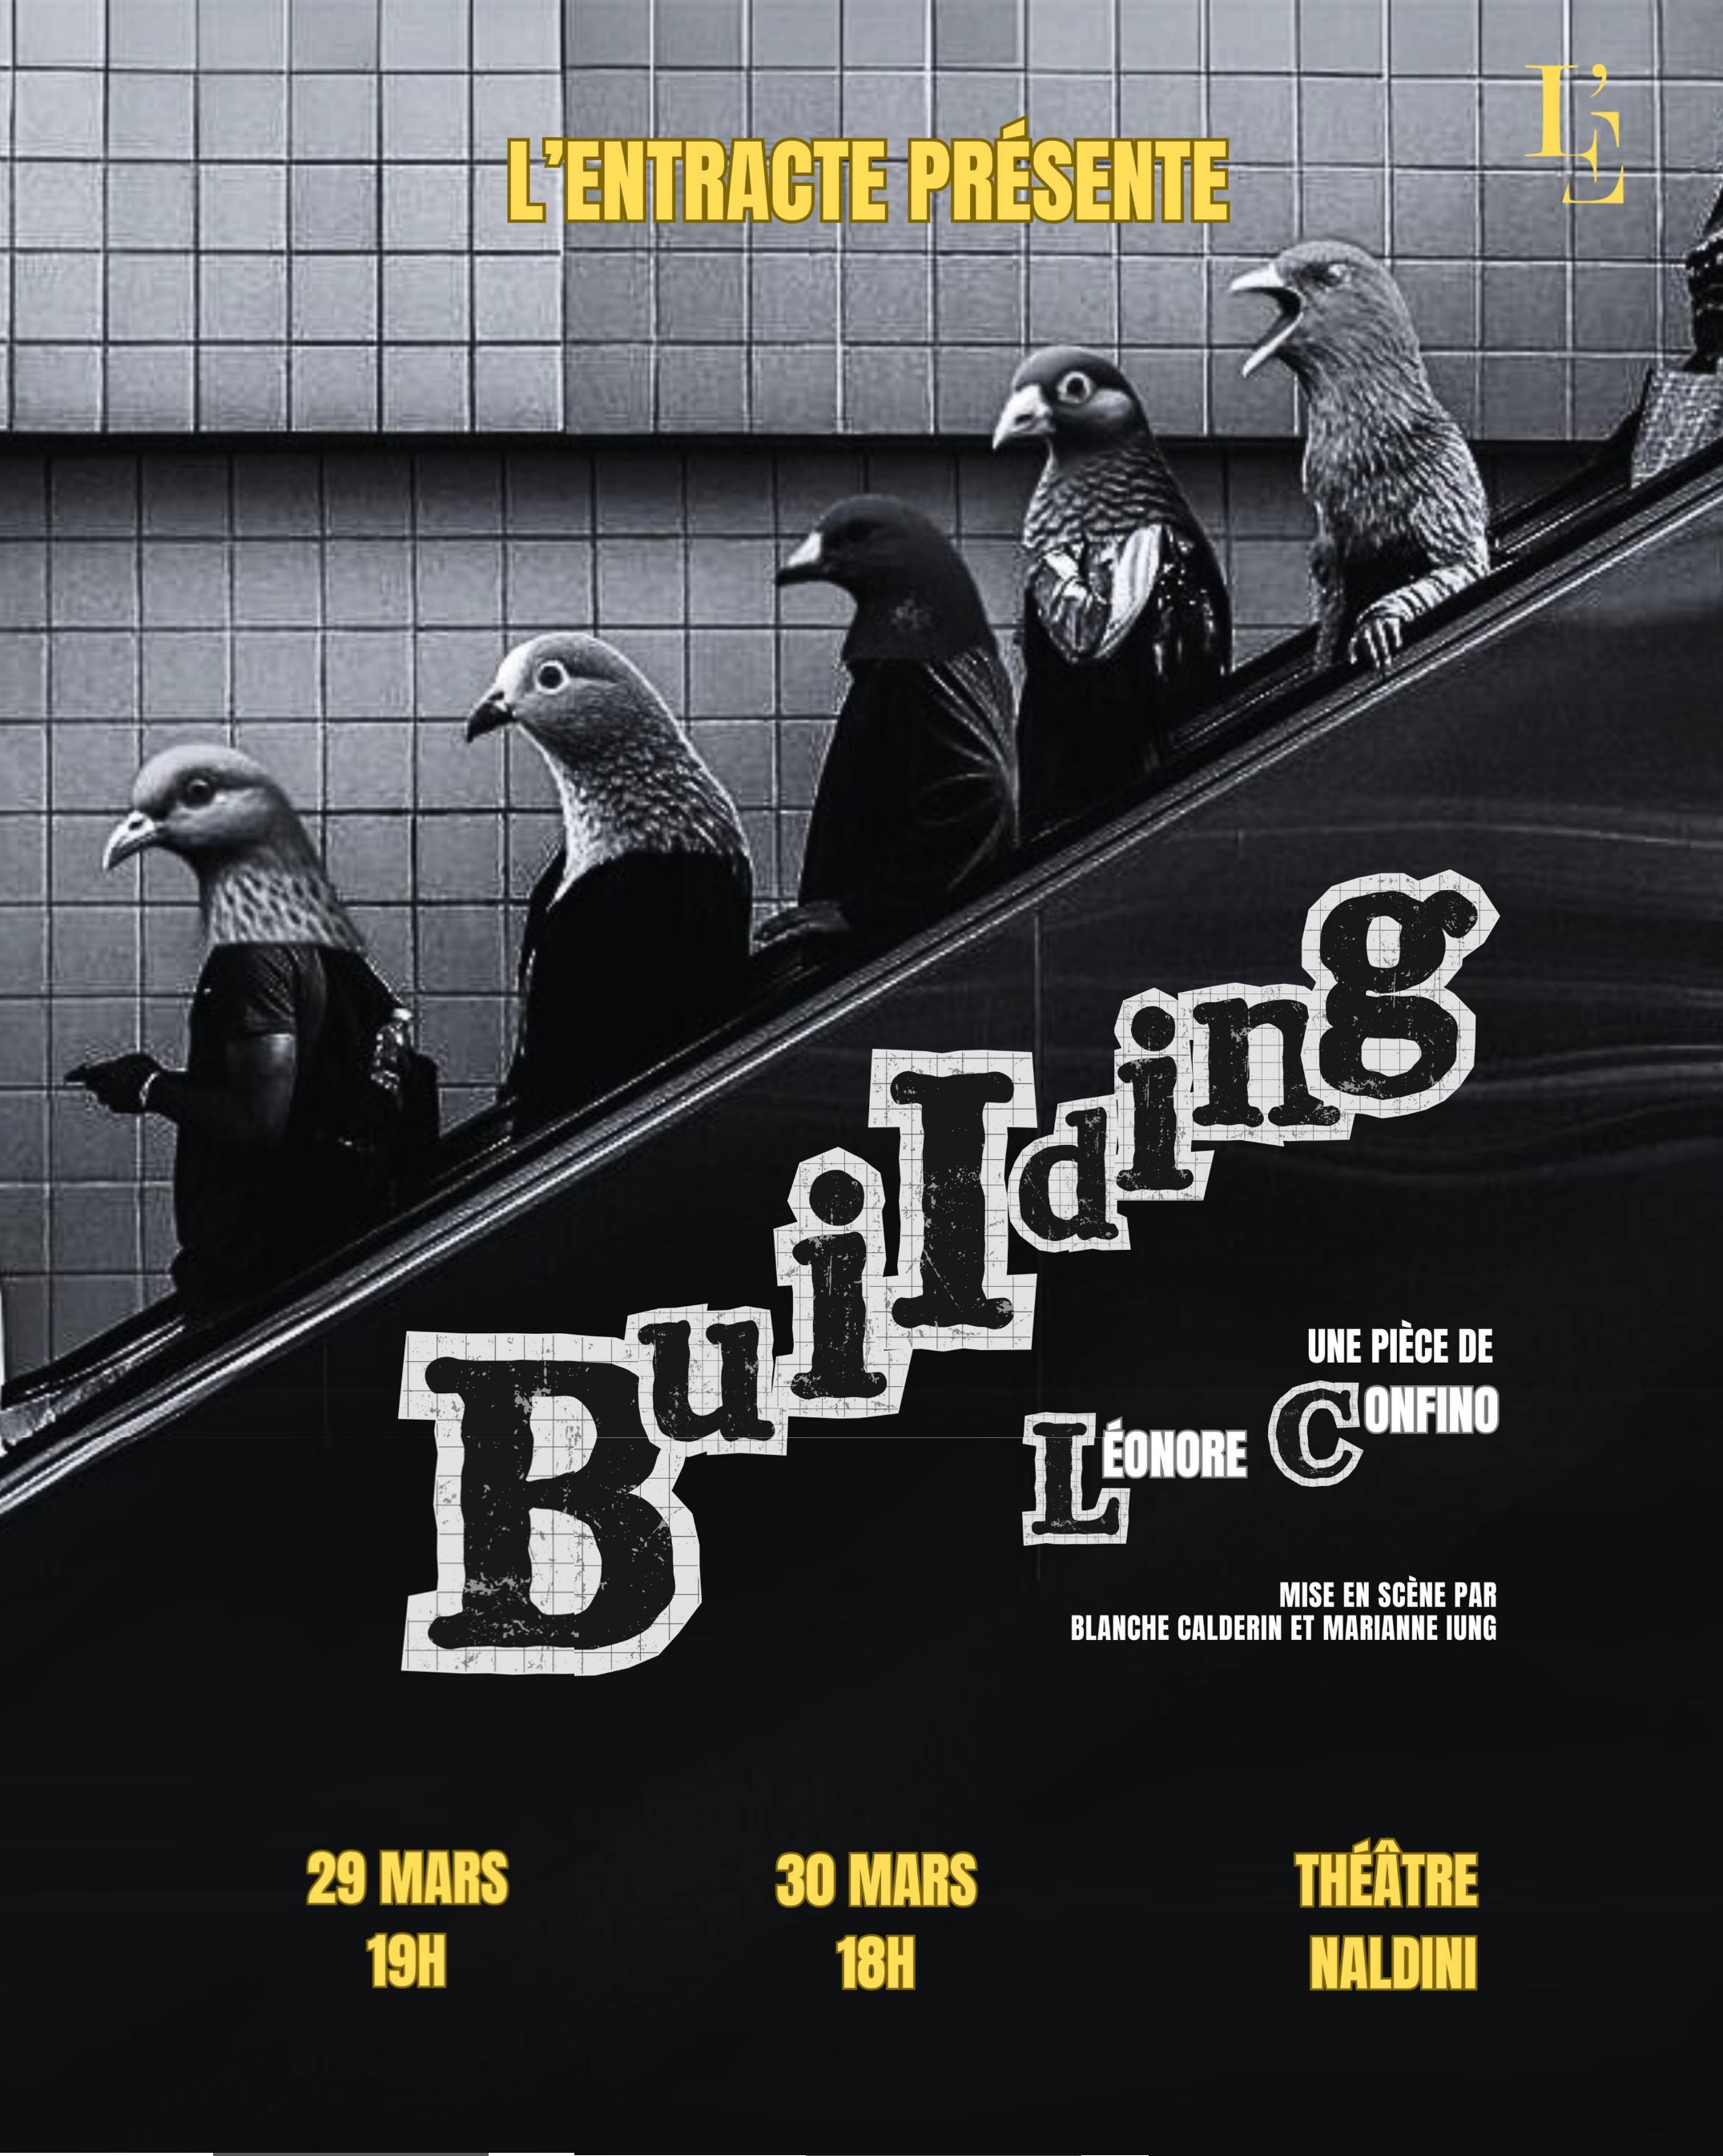 L'E
L'ENTRACTE PRÉSENTE
Building
UNE PIÈCE DE
LÉONORE CONFINO
MISE EN SCÈNE PAR
BLANCHE CALDERIN ET MARIANNE IUNG
29 MARS
19H
30 MARS
18H
THÉÂTRE
NALDINI